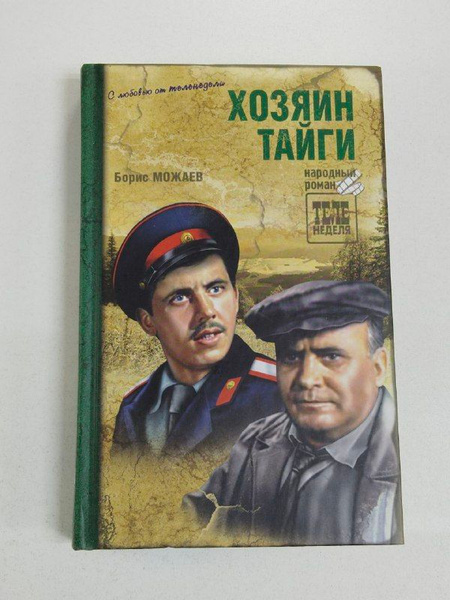 С любовью от теленедели
ХОЗЯИН
ТАЙГИ
Борис МОЖАЕВ
народный
роман
ТЕЛЕ
НЕДЕЛЯ